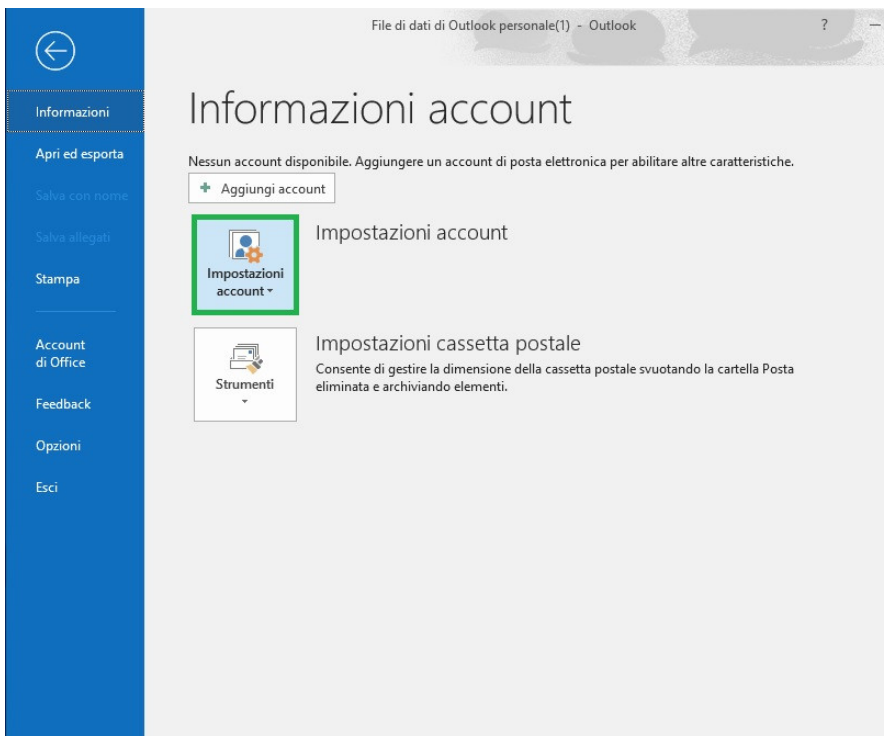 File di dati di Outlook personale(1) - Outlook
?
Informazioni
Apri ed esporta
Salva con nome
Salva allegati
Stampa
Account
di Office
Feedback
Opzioni
Esci
Informazioni account
Nessun account disponibile. Aggiungere un account di posta elettronica per abilitare altre caratteristiche.
+ Aggiungi account
Impostazioni
account
Impostazioni account
Strumenti
Impostazioni cassetta postale
Consente di gestire la dimensione della cassetta postale svuotando la cartella Posta
eliminata e archiviando elementi.